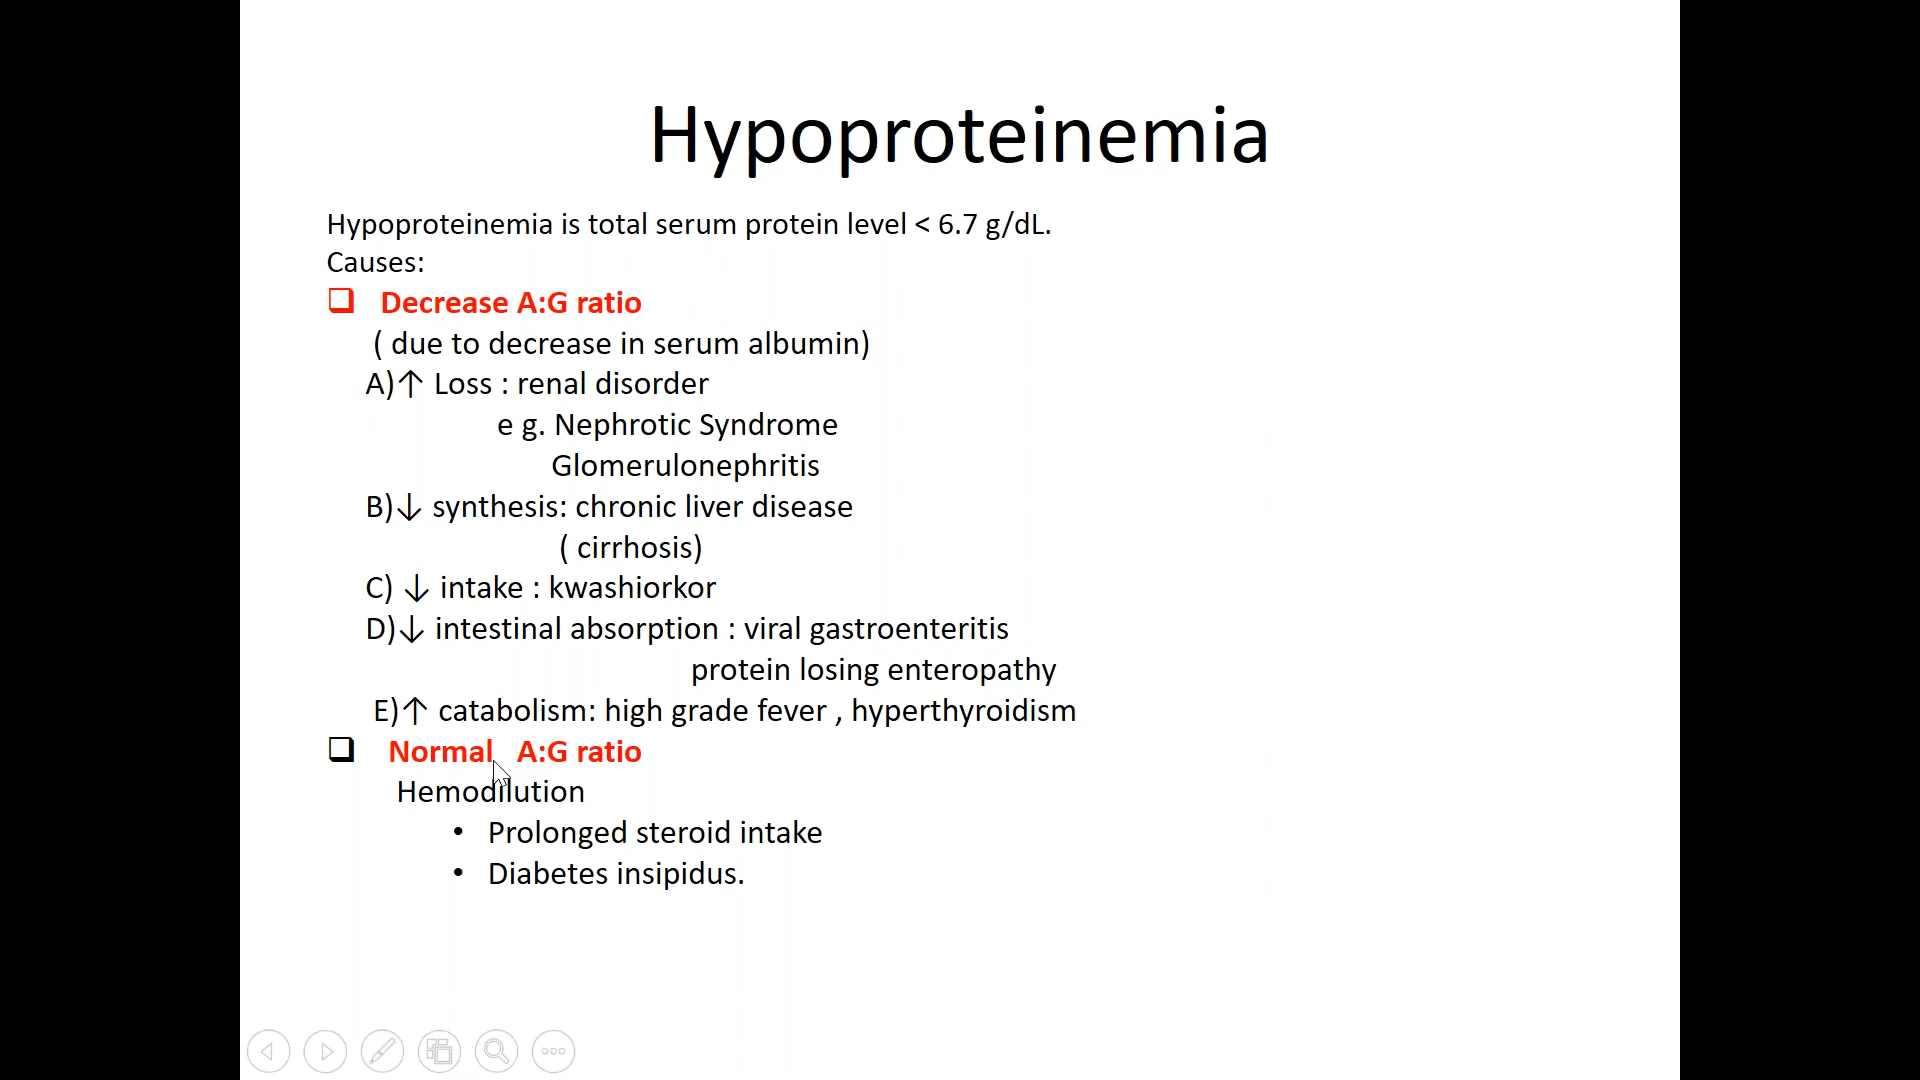 Hypoproteinemia
Hypoproteinemia is total serum protein level < 6.7 g/dL.
Causes:
❑ Decrease A:G ratio
( due to decrease in serum albumin)
A)↑ Loss : renal disorder
e g. Nephrotic Syndrome
Glomerulonephritis
B)↓ synthesis: chronic liver disease
( cirrhosis)
C) ↓ intake : kwashiorkor
D)↓ intestinal absorption : viral gastroenteritis
protein losing enteropathy
E)↑ catabolism: high grade fever , hyperthyroidism
❑ Normal A:G ratio
Hemodilution
• Prolonged steroid intake
• Diabetes insipidus.